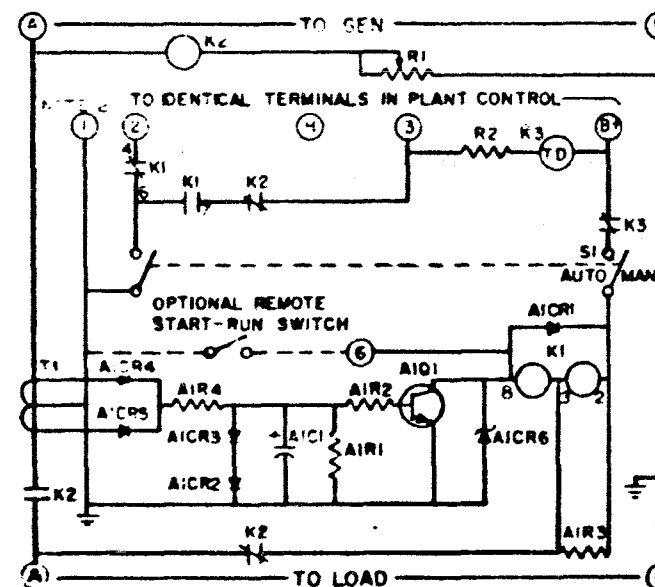 A TO GEN
K2
R1
TO IDENTICAL TERMINALS IN PLANT CONTROL
1 2 4 3 B+
R2 K3
TD
4
K1
K1 K2
K3
S1
AUTO MAN
OPTIONAL REMOTE
START-RUN SWITCH
6
A1CR1
K1
T1 A1CR4
A1Q1
8 3 2
A1R4 A1R2
A1CR5
A1CR3 + A1C1 A1R1 A1CR6
A1CR2
K2
K2
A1R3
A TO LOAD